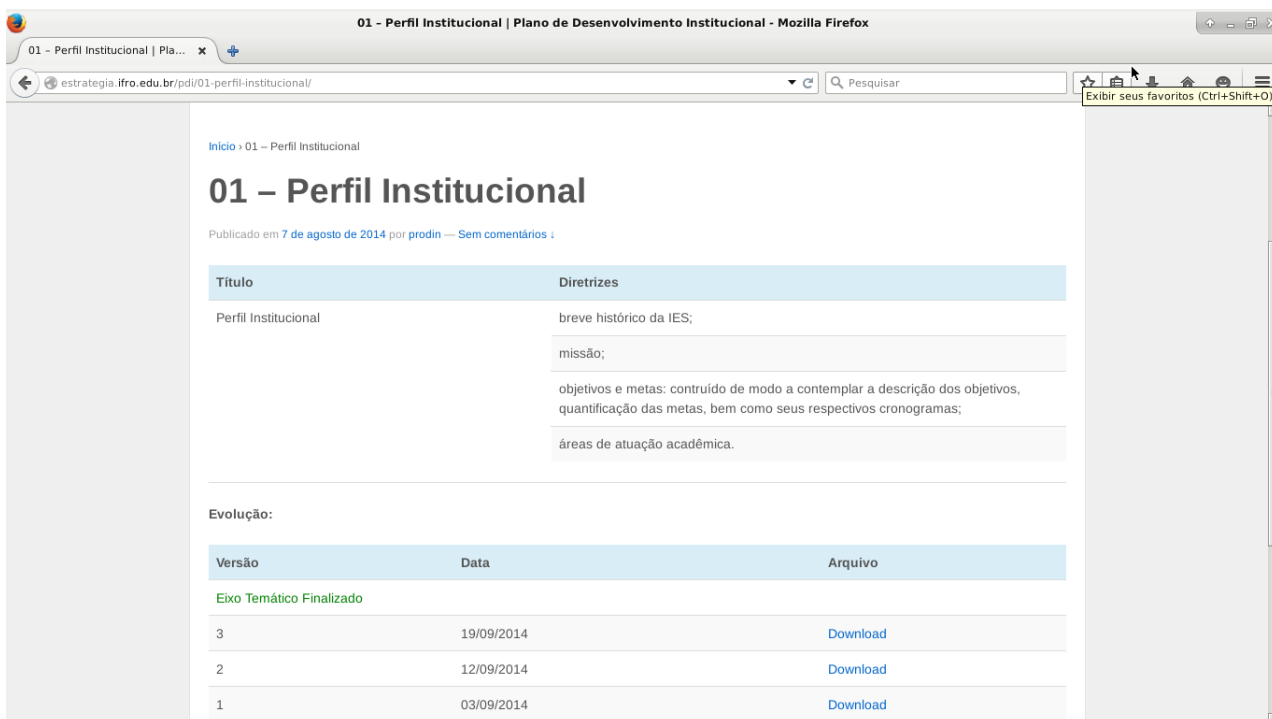 01 – Perfil Institucional | Plano de Desenvolvimento Institucional - Mozilla Firefox
01 – Perfil Institucional | Pla...
estrategia.ifro.edu.br/pdi/01-perfil-institucional/
Pesquisar
Exibir seus favoritos (Ctrl+Shift+O)
Início › 01 – Perfil Institucional
01 – Perfil Institucional
Publicado em 7 de agosto de 2014 por prodin — Sem comentários ↓
Título Diretrizes
Perfil Institucional breve histórico da IES;
missão;
objetivos e metas: contruído de modo a contemplar a descrição dos objetivos,
quantificação das metas, bem como seus respectivos cronogramas;
áreas de atuação acadêmica.
Evolução:
Versão Data Arquivo
Eixo Temático Finalizado
3 19/09/2014 Download
2 12/09/2014 Download
1 03/09/2014 Download